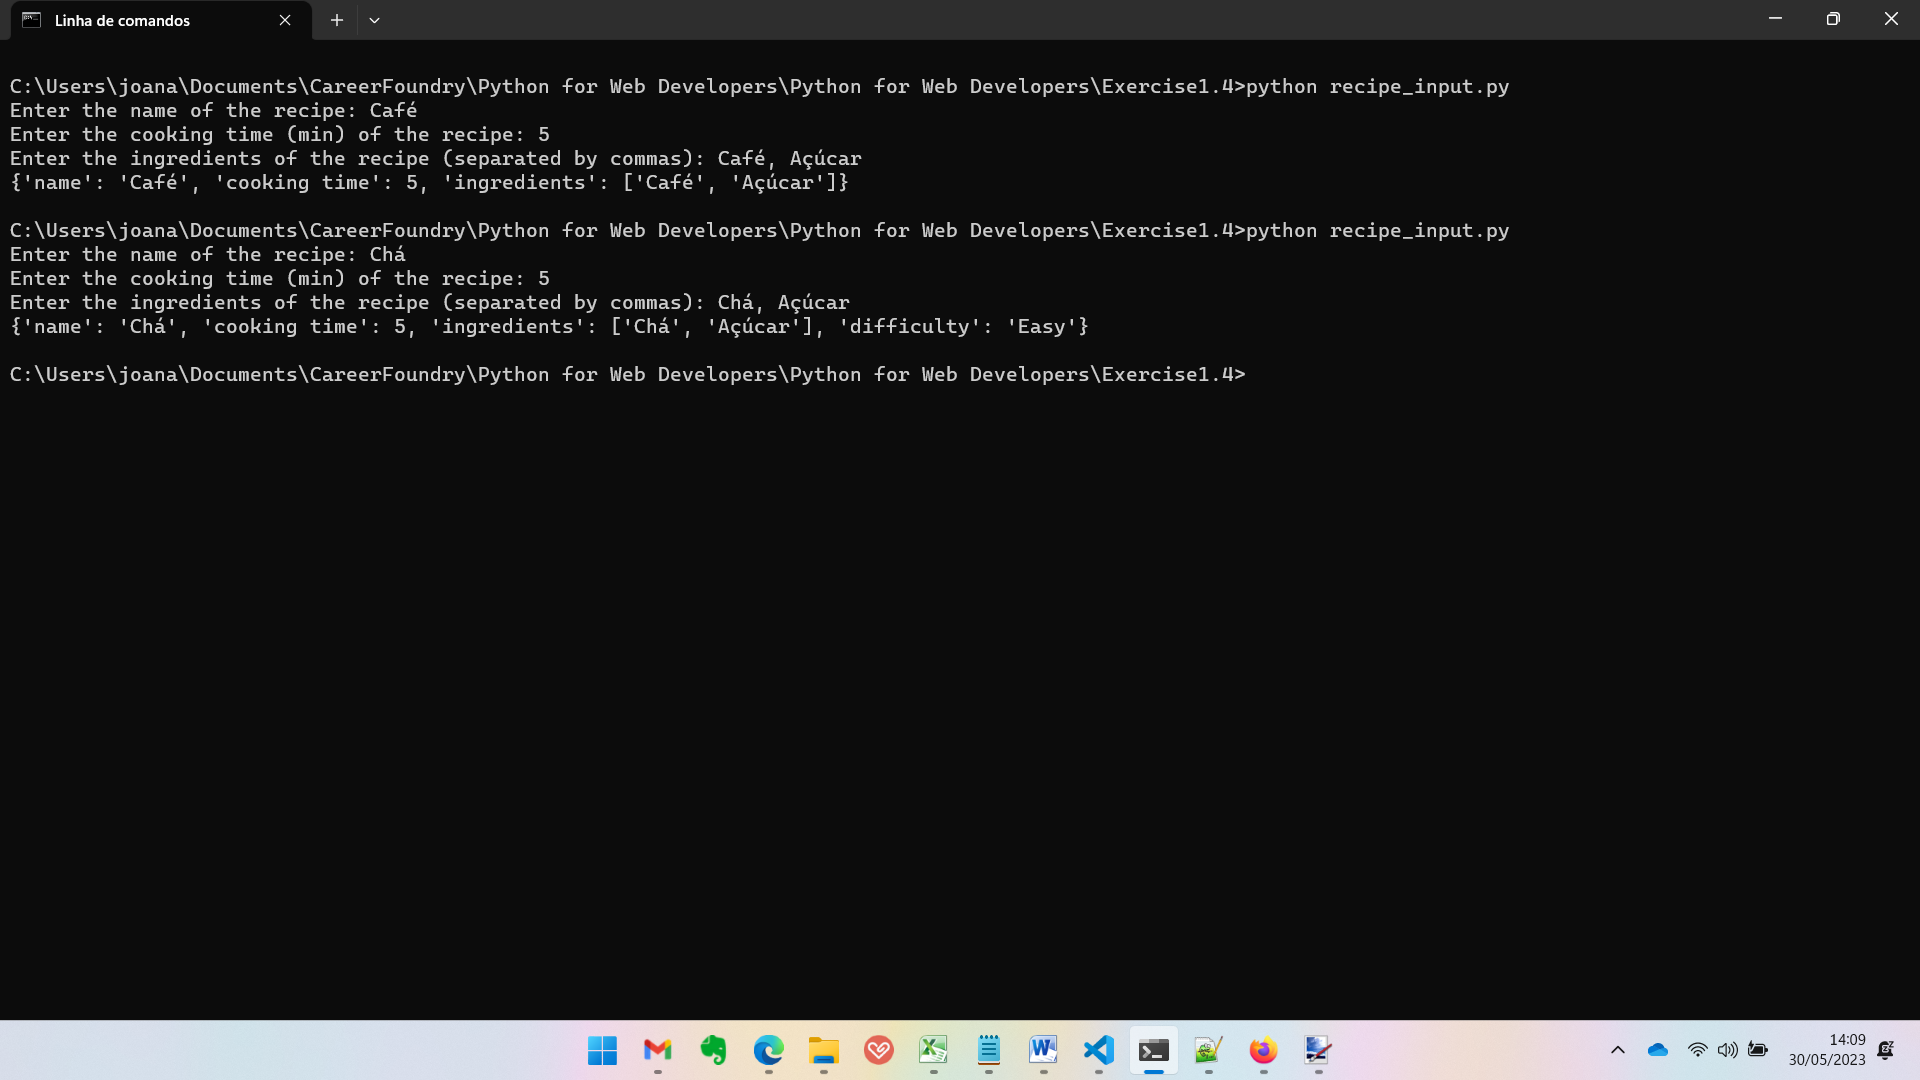 Linha de comandos
C:\Users\joana\Documents\CareerFoundry\Python for Web Developers\Python for Web Developers\Exercise1.4>python recipe_input.py
Enter the name of the recipe: Café
Enter the cooking time (min) of the recipe: 5
Enter the ingredients of the recipe (separated by commas): Café, Açúcar
{'name': 'Café', 'cooking time': 5, 'ingredients': ['Café', 'Açúcar']}
C:\Users\joana\Documents\CareerFoundry\Python for Web Developers\Python for Web Developers\Exercise1.4>python recipe_input.py
Enter the name of the recipe: Chá
Enter the cooking time (min) of the recipe: 5
Enter the ingredients of the recipe (separated by commas): Chá, Açúcar
{'name': 'Chá', 'cooking time': 5, 'ingredients': ['Chá', 'Açúcar'], 'difficulty': 'Easy'}
C:\Users\joana\Documents\CareerFoundry\Python for Web Developers\Python for Web Developers\Exercise1.4>
14:09
30/05/2023